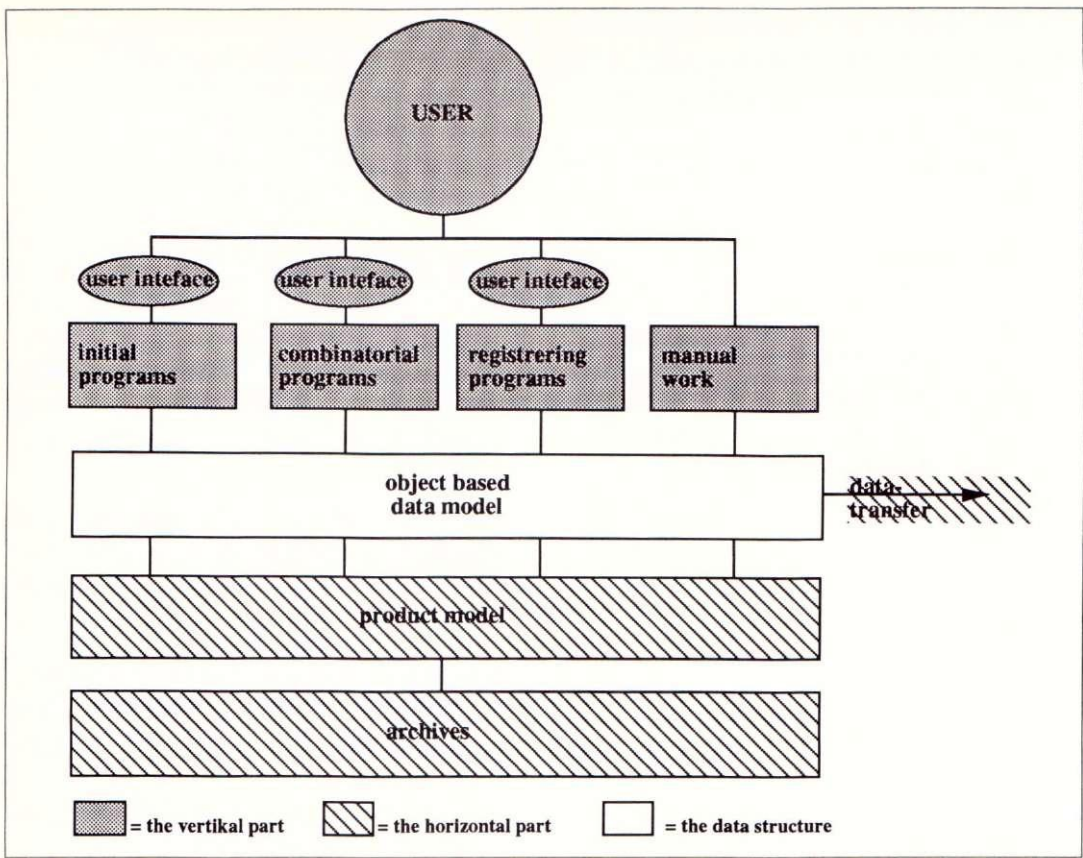 USER
user inteface
user inteface
user inteface
initial
programs
combinatorial
programs
registrering
programs
manual
work
object based
data model
data-
transfer
product model
archives
= the vertikal part
= the horizontal part
= the data structure